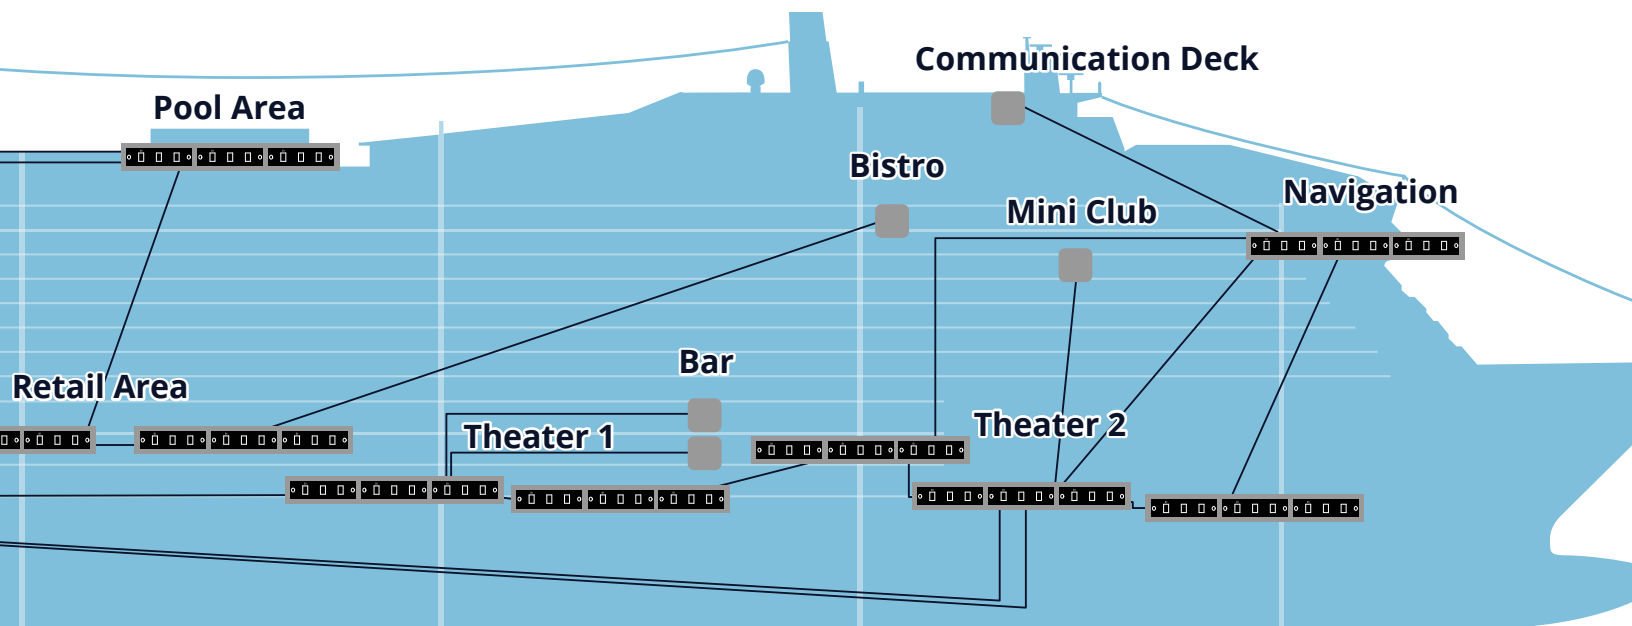 Communication Deck
Pool Area
Bistro
Navigation
Mini Club
Bar
Retail Area
Theater 2
Theater 1